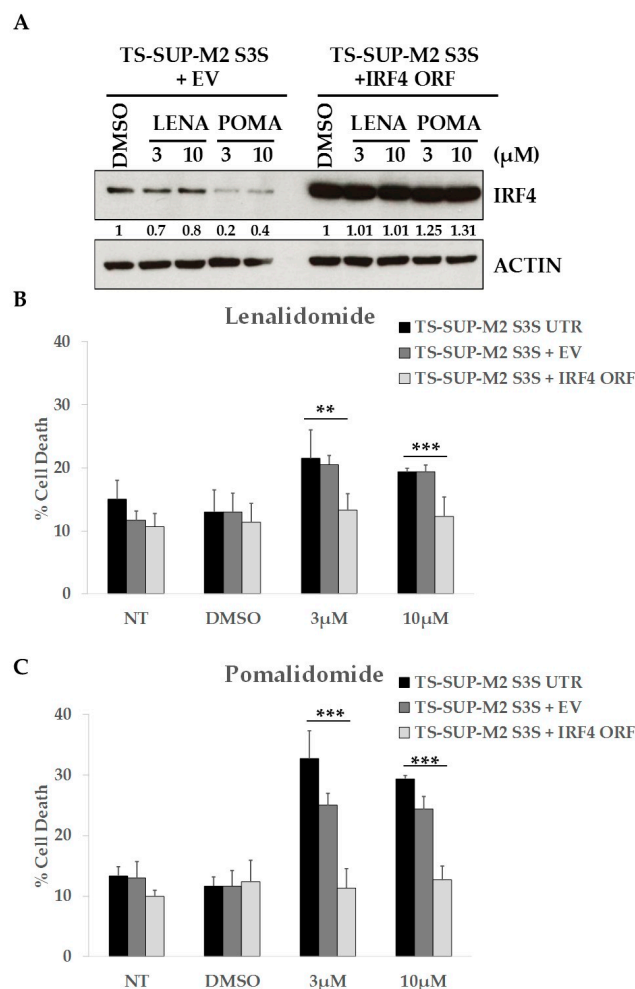 A
TS-SUP-M2 S3S
+ EV
TS-SUP-M2 S3S
+IRF4 ORF
DMSO
LENA
POMA
3 10 3 10
DMSO
LENA
POMA
3 10 3 10
(μM)
IRF4
1 0.7 0.8 0.2 0.4 1 1.01 1.01 1.25 1.31
ACTIN
B
Lenalidomide
TS-SUP-M2 S3S UTR
TS-SUP-M2 S3S + EV
TS-SUP-M2 S3S + IRF4 ORF
% Cell Death
40
30
20
10
0
**
***
NT DMSO 3μM 10μM
C
Pomalidomide
TS-SUP-M2 S3S UTR
TS-SUP-M2 S3S + EV
TS-SUP-M2 S3S + IRF4 ORF
% Cell Death
40
30
20
10
0
***
***
NT DMSO 3μM 10μM